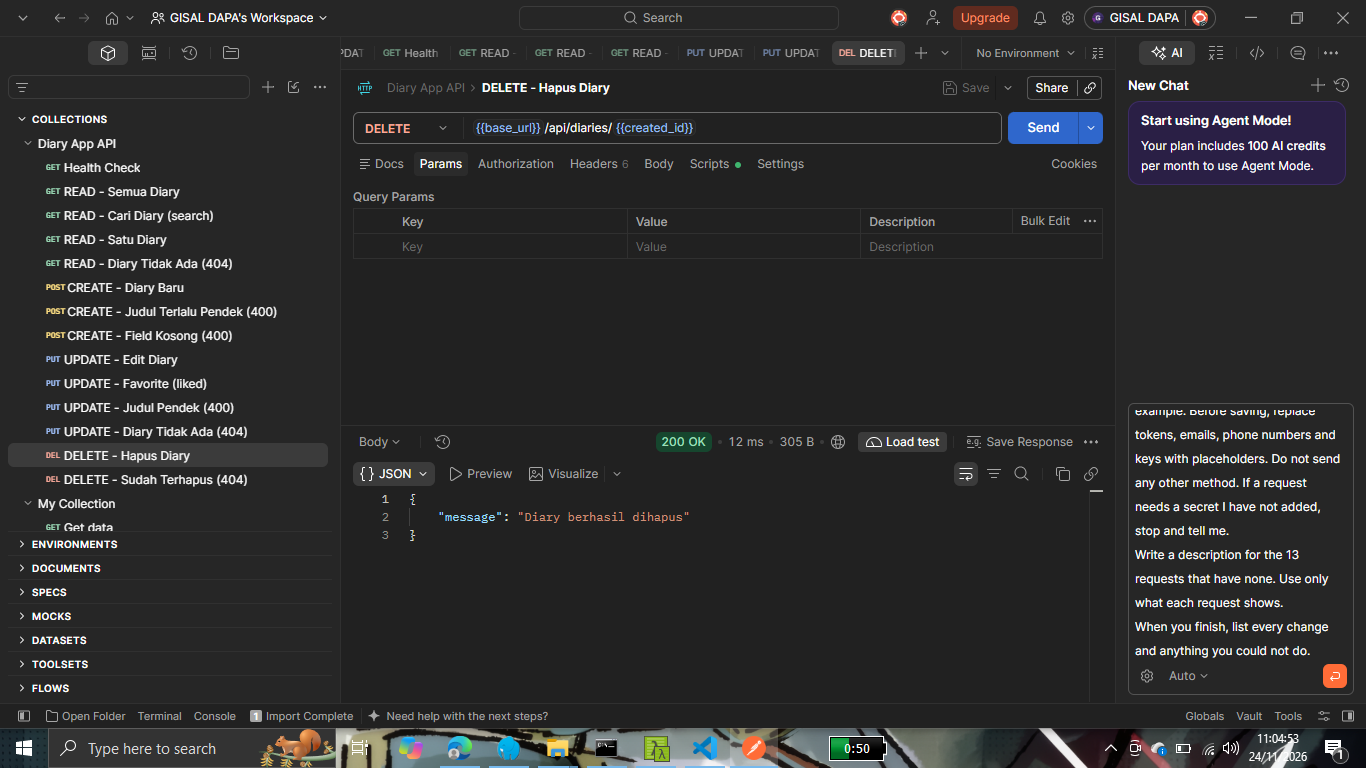 GISAL DAPA's Workspace
Search
Upgrade
GISAL DAPA
PDAT
GET Health
GET READ
GET READ
GET READ
PUT UPDAT
PUT UPDAT
DEL DELETE
No Environment
AI
COLLECTIONS
Diary App API
GET Health Check
GET READ - Semua Diary
GET READ - Cari Diary (search)
GET READ - Satu Diary
GET READ - Diary Tidak Ada (404)
POST CREATE - Diary Baru
POST CREATE - Judul Terlalu Pendek (400)
POST CREATE - Field Kosong (400)
PUT UPDATE - Edit Diary
PUT UPDATE - Favorite (liked)
PUT UPDATE - Judul Pendek (400)
PUT UPDATE - Diary Tidak Ada (404)
DEL DELETE - Hapus Diary
DEL DELETE - Sudah Terhapus (404)
My Collection
GET Get data
ENVIRONMENTS
DOCUMENTS
SPECS
MOCKS
DATASETS
TOOLSETS
FLOWS
HTTP Diary App API > DELETE - Hapus Diary
Save
Share
DELETE
{{base_url}} /api/diaries/ {{created_id}}
Send
Docs
Params
Authorization
Headers 6
Body
Scripts
Settings
Cookies
Query Params
Key
Value
Description
Bulk Edit
Key
Value
Description
Body
200 OK • 12 ms • 305 B
Load test
e.g. Save Response
{} JSON
Preview
Visualize
1 {
2 "message": "Diary berhasil dihapus"
3 }
New Chat
Start using Agent Mode!
Your plan includes 100 AI credits
per month to use Agent Mode.
example. Before saving, replace
tokens, emails, phone numbers and
keys with placeholders. Do not send
any other method. If a request
needs a secret I have not added,
stop and tell me.
Write a description for the 13
requests that have none. Use only
what each request shows.
When you finish, list every change
and anything you could not do.
Auto
Open Folder
Terminal
Console
1 Import Complete
Need help with the next steps?
Globals
Vault
Tools
Type here to search
0:50
11:04:53
24/11/2026
1